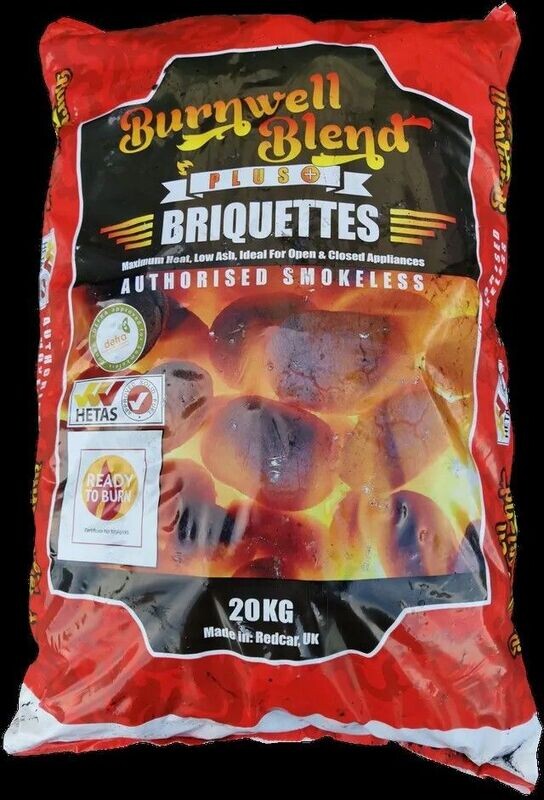 Burnwell
Blend
PLUS+
BRIQUETTES
Maximum Heat, Low Ash, Ideal For Open & Closed Appliances
AUTHORISED SMOKELESS
defra
HETAS
READY
TO BURN
20KG
Made in: Redcar, UK